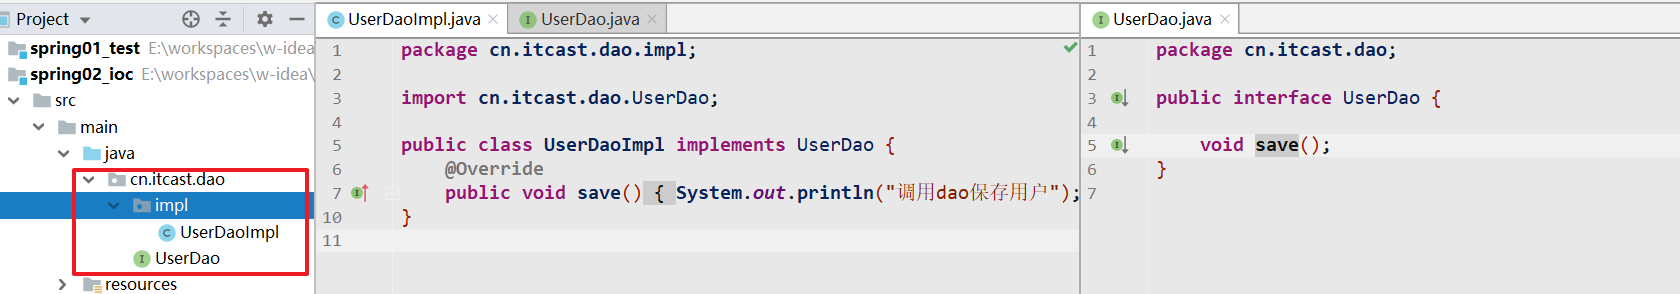 Project
spring01_test E:\workspaces\w-idea\
spring02_ioc E:\workspaces\w-idea\
src
main
java
cn.itcast.dao
impl
UserDaoImpl
UserDao
resources
UserDaoImpl.java
UserDao.java
1 package cn.itcast.dao.impl;
2
3 import cn.itcast.dao.UserDao;
4
5 public class UserDaoImpl implements UserDao {
6 @Override
7 public void save() { System.out.println("调用dao保存用户");
10 }
11
UserDao.java
1 package cn.itcast.dao;
2
3 public interface UserDao {
4
5 void save();
6 }
7